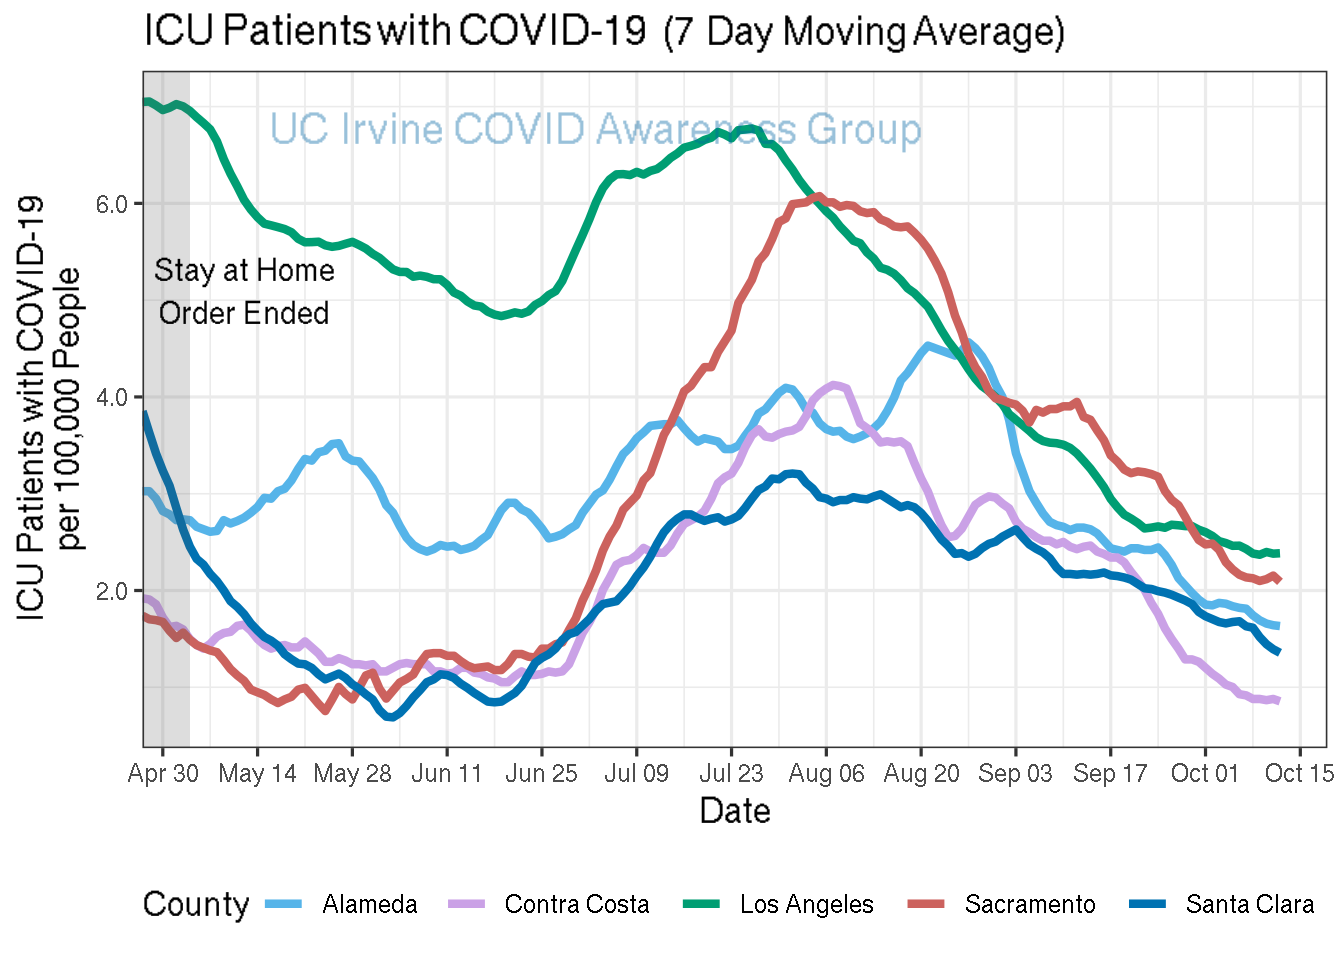 ICU Patients with COVID-19 (7 Day Moving Average)
UC Irvine COVID Awareness Group
Stay at Home
Order Ended
ICU Patients with COVID-19
per 100,000 People
6.0
4.0
2.0
Apr 30 May 14 May 28 Jun 11 Jun 25 Jul 09 Jul 23 Aug 06 Aug 20 Sep 03 Sep 17 Oct 01 Oct 15
Date
County Alameda Contra Costa Los Angeles Sacramento Santa Clara